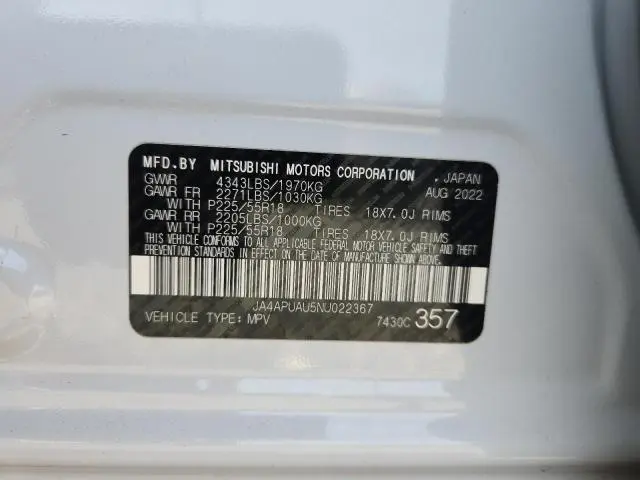 MFD.BY MITSUBISHI MOTORS CORPORATION , JAPAN
GVWR 4343LBS/1970KG AUG 2022
GAWR FR 2271LBS/1030KG
WITH P225/55R18 TIRES 18X7.0J RIMS
GAWR RR 2205LBS/1000KG
WITH P225/55R18 TIRES 18X7.0J RIMS
THIS VEHICLE CONFORMS TO ALL APPLICABLE FEDERAL MOTOR VEHICLE SAFETY AND THEFT
PREVENTION STANDARDS IN EFFECT ON THE DATE OF MANUFACTURE SHOWN ABOVE.
JA4APUAU5NU022367
VEHICLE TYPE: MPV 7430C 357